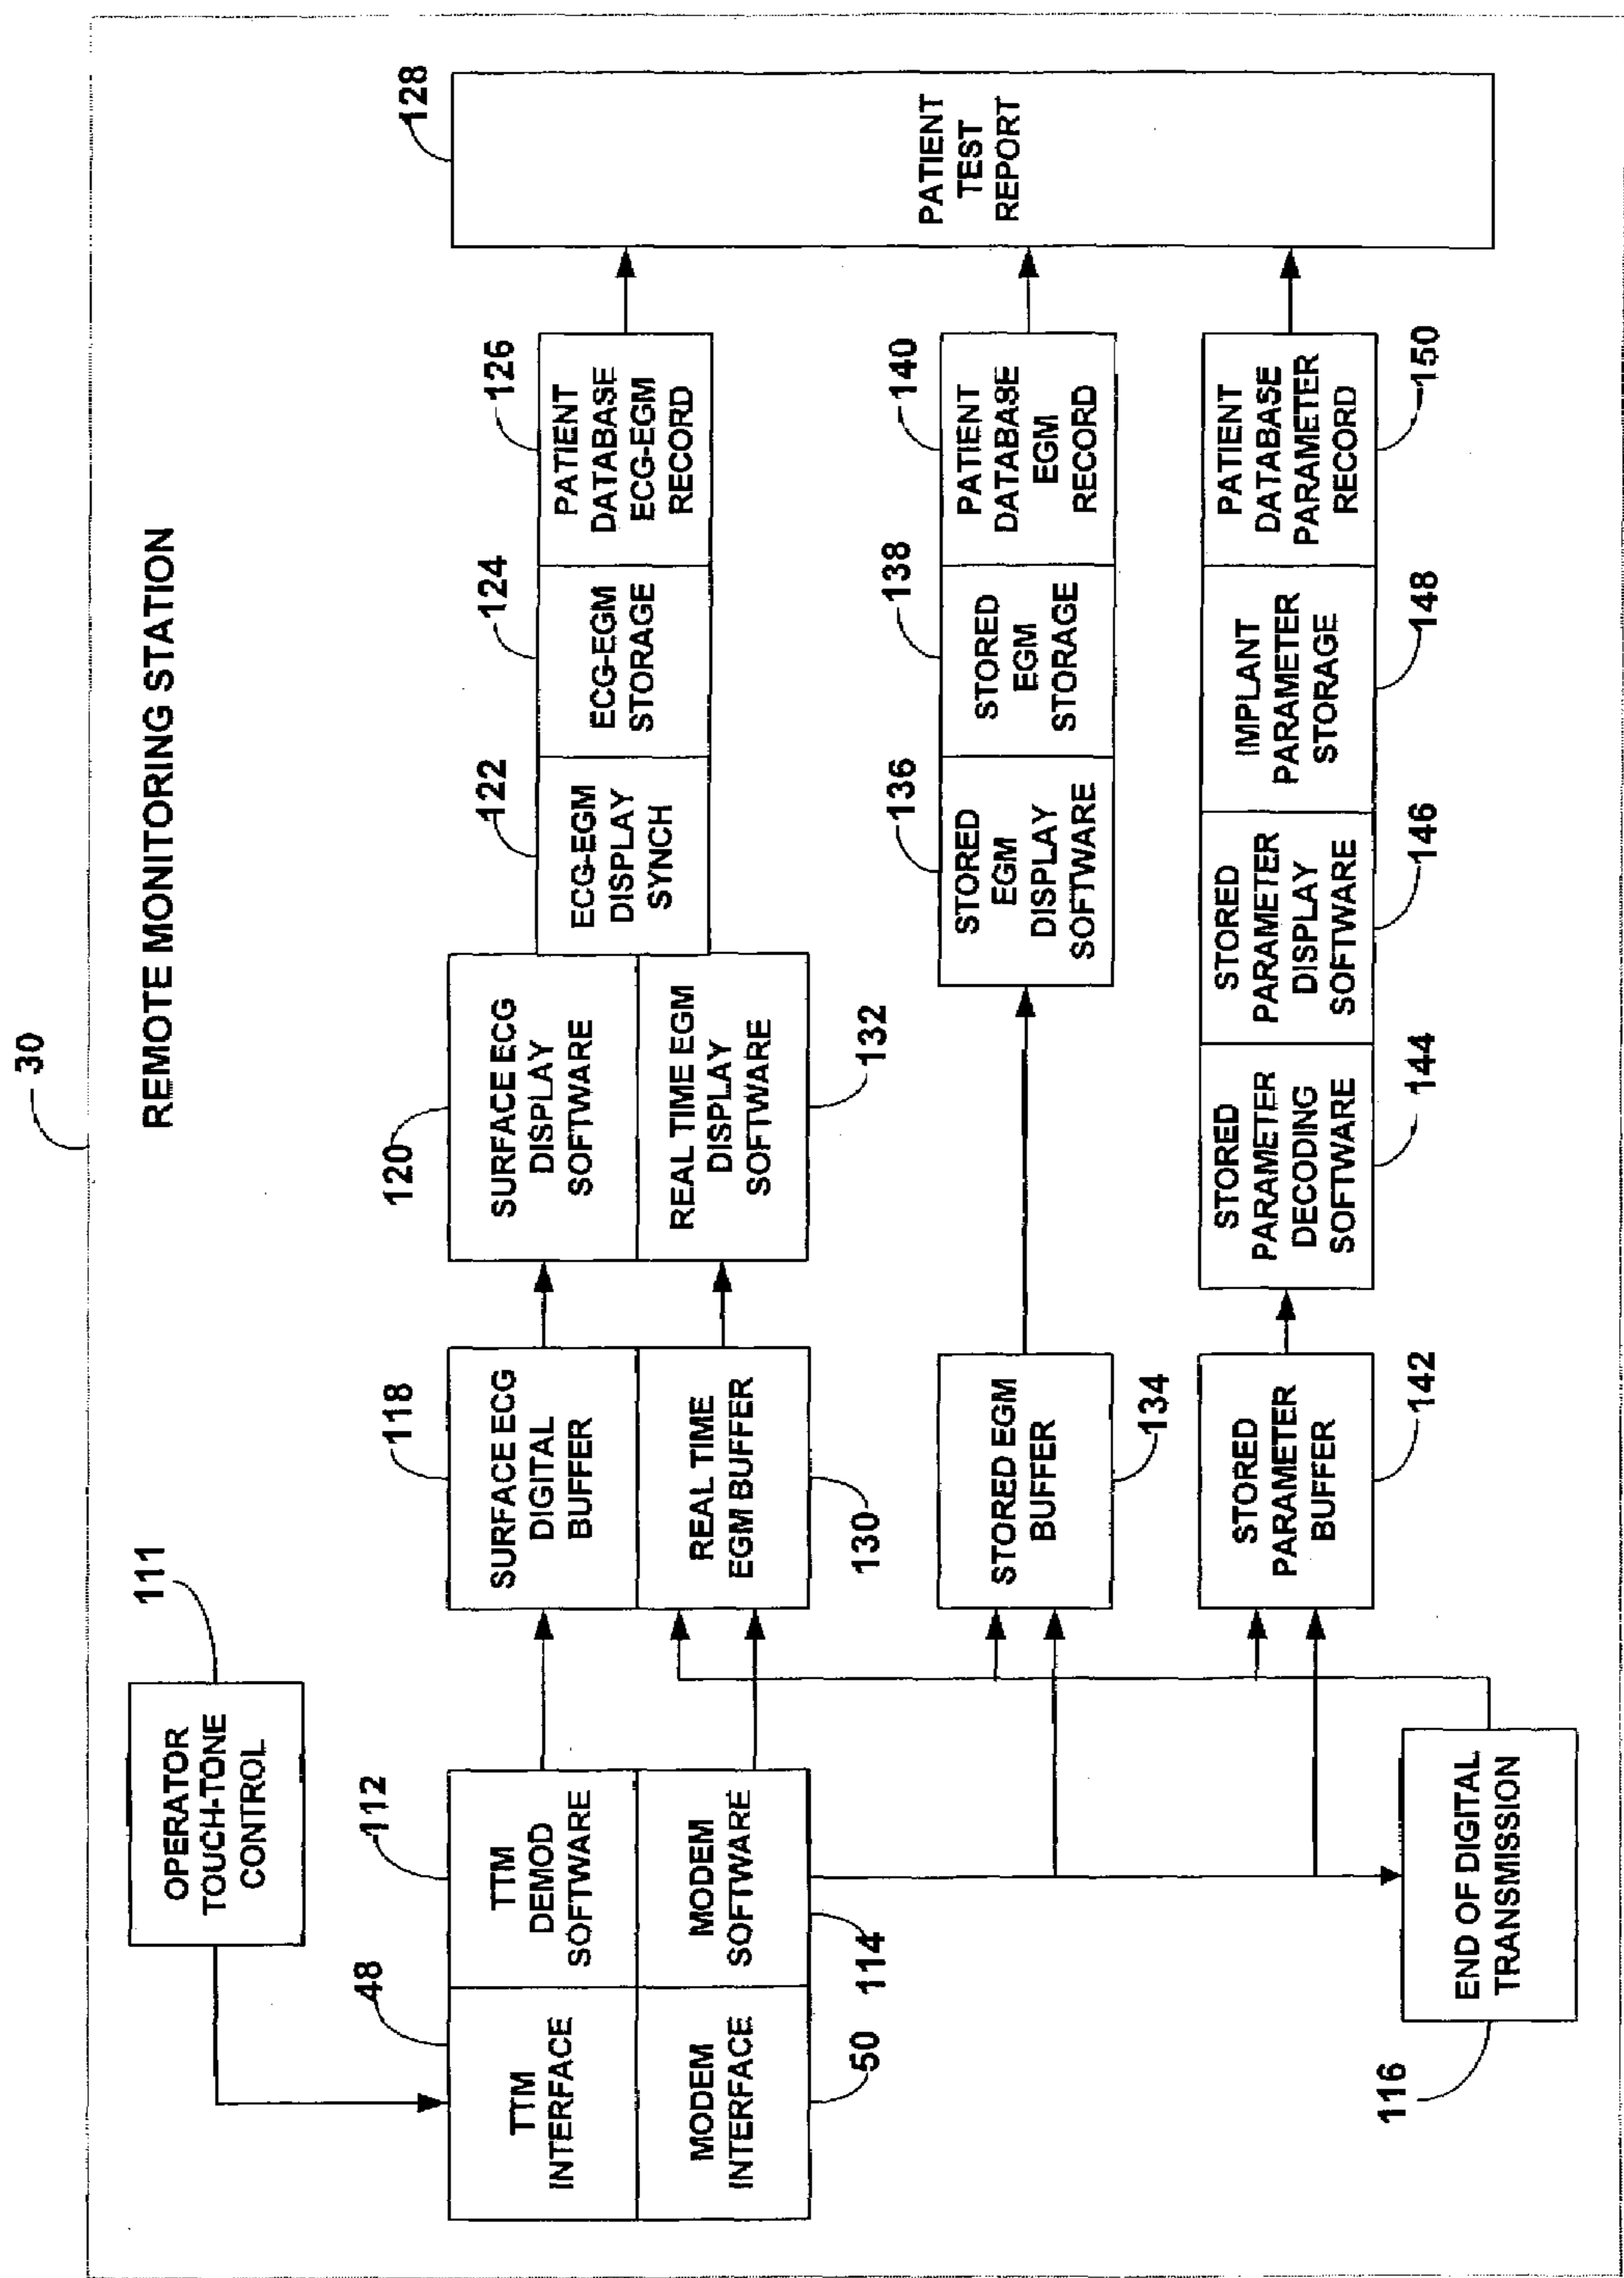 30
REMOTE MONITORING STATION
111
OPERATOR
TOUCH-TONE
CONTROL
48
TTM
INTERFACE
112
TTM
DEMOD
SOFTWARE
MODEM
INTERFACE
50
MODEM
SOFTWARE
114
END OF DIGITAL
TRANSMISSION
116
118
SURFACE ECG
DIGITAL
BUFFER
REAL TIME
EGM BUFFER
130
120
SURFACE ECG
DISPLAY
SOFTWARE
REAL TIME EGM
DISPLAY
SOFTWARE
132
122
ECG-EGM
DISPLAY
SYNCH
124
ECG-EGM
STORAGE
126
PATIENT
DATABASE
ECG-EGM
RECORD
128
PATIENT
TEST
REPORT
STORED EGM
BUFFER
134
136
STORED
EGM
DISPLAY
SOFTWARE
138
STORED
EGM
STORAGE
140
PATIENT
DATABASE
EGM
RECORD
STORED
PARAMETER
BUFFER
142
STORED
PARAMETER
DECODING
SOFTWARE
144
STORED
PARAMETER
DISPLAY
SOFTWARE
146
IMPLANT
PARAMETER
STORAGE
148
PATIENT
DATABASE
PARAMETER
RECORD
150